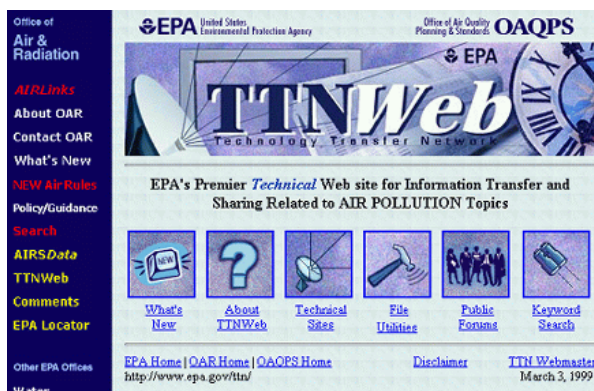 Office of
Air &
Radiation
AIRLinks
About OAR
Contact OAR
What's New
NEW AirRules
Policy/Guidance
Search
AIRSData
TTNWeb
Comments
EPA Locator
Other EPA Offices
Water
EPA United States
Environmental Protection Agency
Office of Air Quality
Planning & Standards OAQPS
EPA
TTNWeb
Technology Transfer Network
EPA's Premier Technical Web site for Information Transfer and
Sharing Related to AIR POLLUTION Topics
NEW
What's
New
About
TTNWeb
Technical
Sites
File
Utilities
Public
Forums
Keyword
Search
EPA Home | OAR Home | OAQPS Home
Disclaimer
TTN Webmaster
http://www.epa.gov/ttn/
March 3, 1999